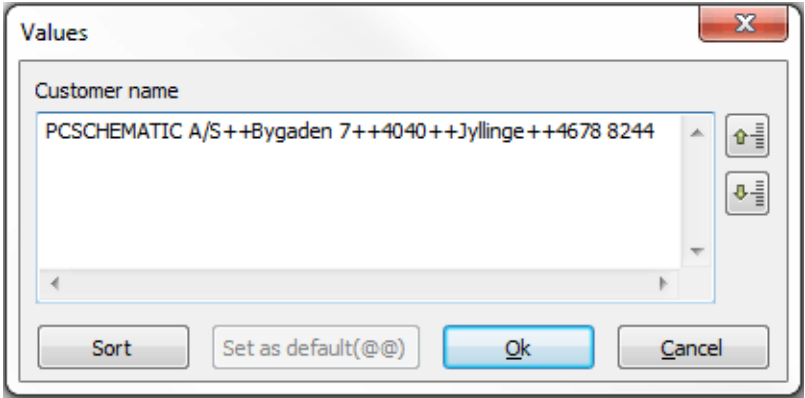 Values
Customer name
PCSCHEMATIC A/S++Bygaden 7++4040++Jyllinge++4678 8244
Sort
Set as default(@@)
Ok
Cancel